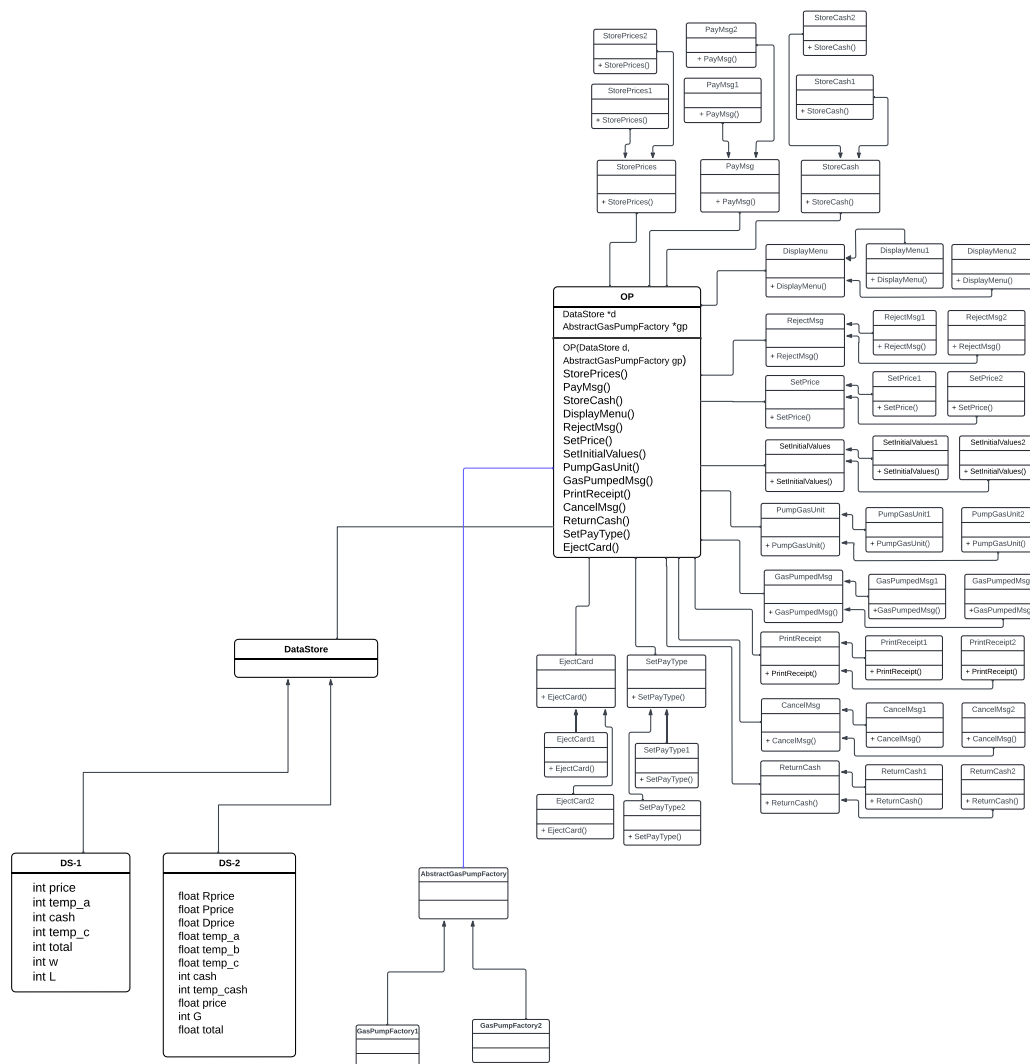 StorePrices2
+ StorePrices()
StorePrices1
+ StorePrices()
StorePrices
+ StorePrices()
PayMsg2
+ PayMsg()
PayMsg1
+ PayMsg()
PayMsg
+ PayMsg()
StoreCash2
+ StoreCash()
StoreCash1
+ StoreCash()
StoreCash
+ StoreCash()
OP
DataStore *d
AbstractGasPumpFactory *gp
OP(DataStore d,
AbstractGasPumpFactory gp)
StorePrices()
PayMsg()
StoreCash()
DisplayMenu()
RejectMsg()
SetPrice()
SetInitialValues()
PumpGasUnit()
GasPumpedMsg()
PrintReceipt()
CancelMsg()
ReturnCash()
SetPayType()
EjectCard()
DisplayMenu
+ DisplayMenu()
DisplayMenu1
+ DisplayMenu()
DisplayMenu2
+ DisplayMenu()
RejectMsg
+ RejectMsg()
RejectMsg1
+ RejectMsg()
RejectMsg2
+ RejectMsg()
SetPrice
+ SetPrice()
SetPrice1
+ SetPrice()
SetPrice2
+ SetPrice()
SetInitialValues
+ SetInitialValues()
SetInitialValues1
+ SetInitialValues()
SetInitialValues2
+ SetInitialValues()
PumpGasUnit
+ PumpGasUnit()
PumpGasUnit1
+ PumpGasUnit()
PumpGasUnit2
+ PumpGasUnit()
GasPumpedMsg
+ GasPumpedMsg()
GasPumpedMsg1
+GasPumpedMsg()
GasPumpedMsg
+GasPumpedMsg
PrintReceipt
+ PrintReceipt()
PrintReceipt1
+ PrintReceipt()
PrintReceipt2
+ PrintReceipt()
CancelMsg
+ CancelMsg()
CancelMsg1
+ CancelMsg()
CancelMsg2
+ CancelMsg()
ReturnCash
+ ReturnCash()
ReturnCash1
+ ReturnCash()
ReturnCash2
+ ReturnCash()
EjectCard
+ EjectCard()
EjectCard1
+ EjectCard()
EjectCard2
+ EjectCard()
SetPayType
+ SetPayType()
SetPayType1
+ SetPayType()
SetPayType2
+ SetPayType()
DataStore
DS-1
int price
int temp_a
int cash
int temp_c
int total
int w
int L
DS-2
float Rprice
float Pprice
float Dprice
float temp_a
float temp_b
float temp_c
int cash
int temp_cash
float price
int G
float total
AbstractGasPumpFactory
GasPumpFactory1
GasPumpFactory2